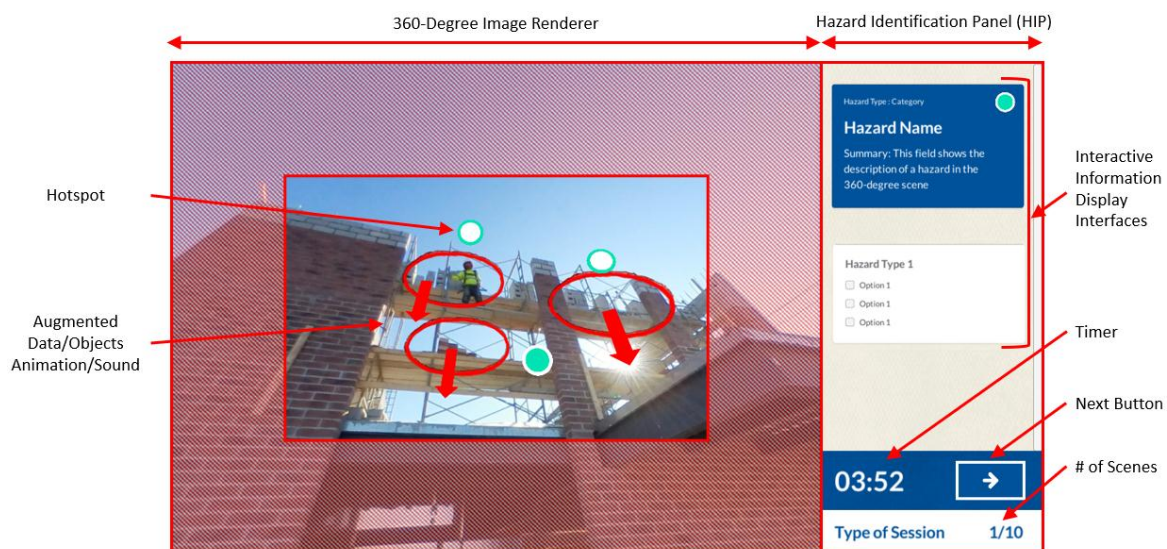 360-Degree Image Renderer
Hazard Identification Panel (HIP)
Hotspot
Augmented
Data/Objects
Animation/Sound
Hazard Type : Category
Hazard Name
Summary: This field shows the
description of a hazard in the
360-degree scene
Hazard Type 1
Option 1
Option 1
Option 1
03:52
Type of Session
1/10
Interactive
Information
Display
Interfaces
Timer
Next Button
# of Scenes